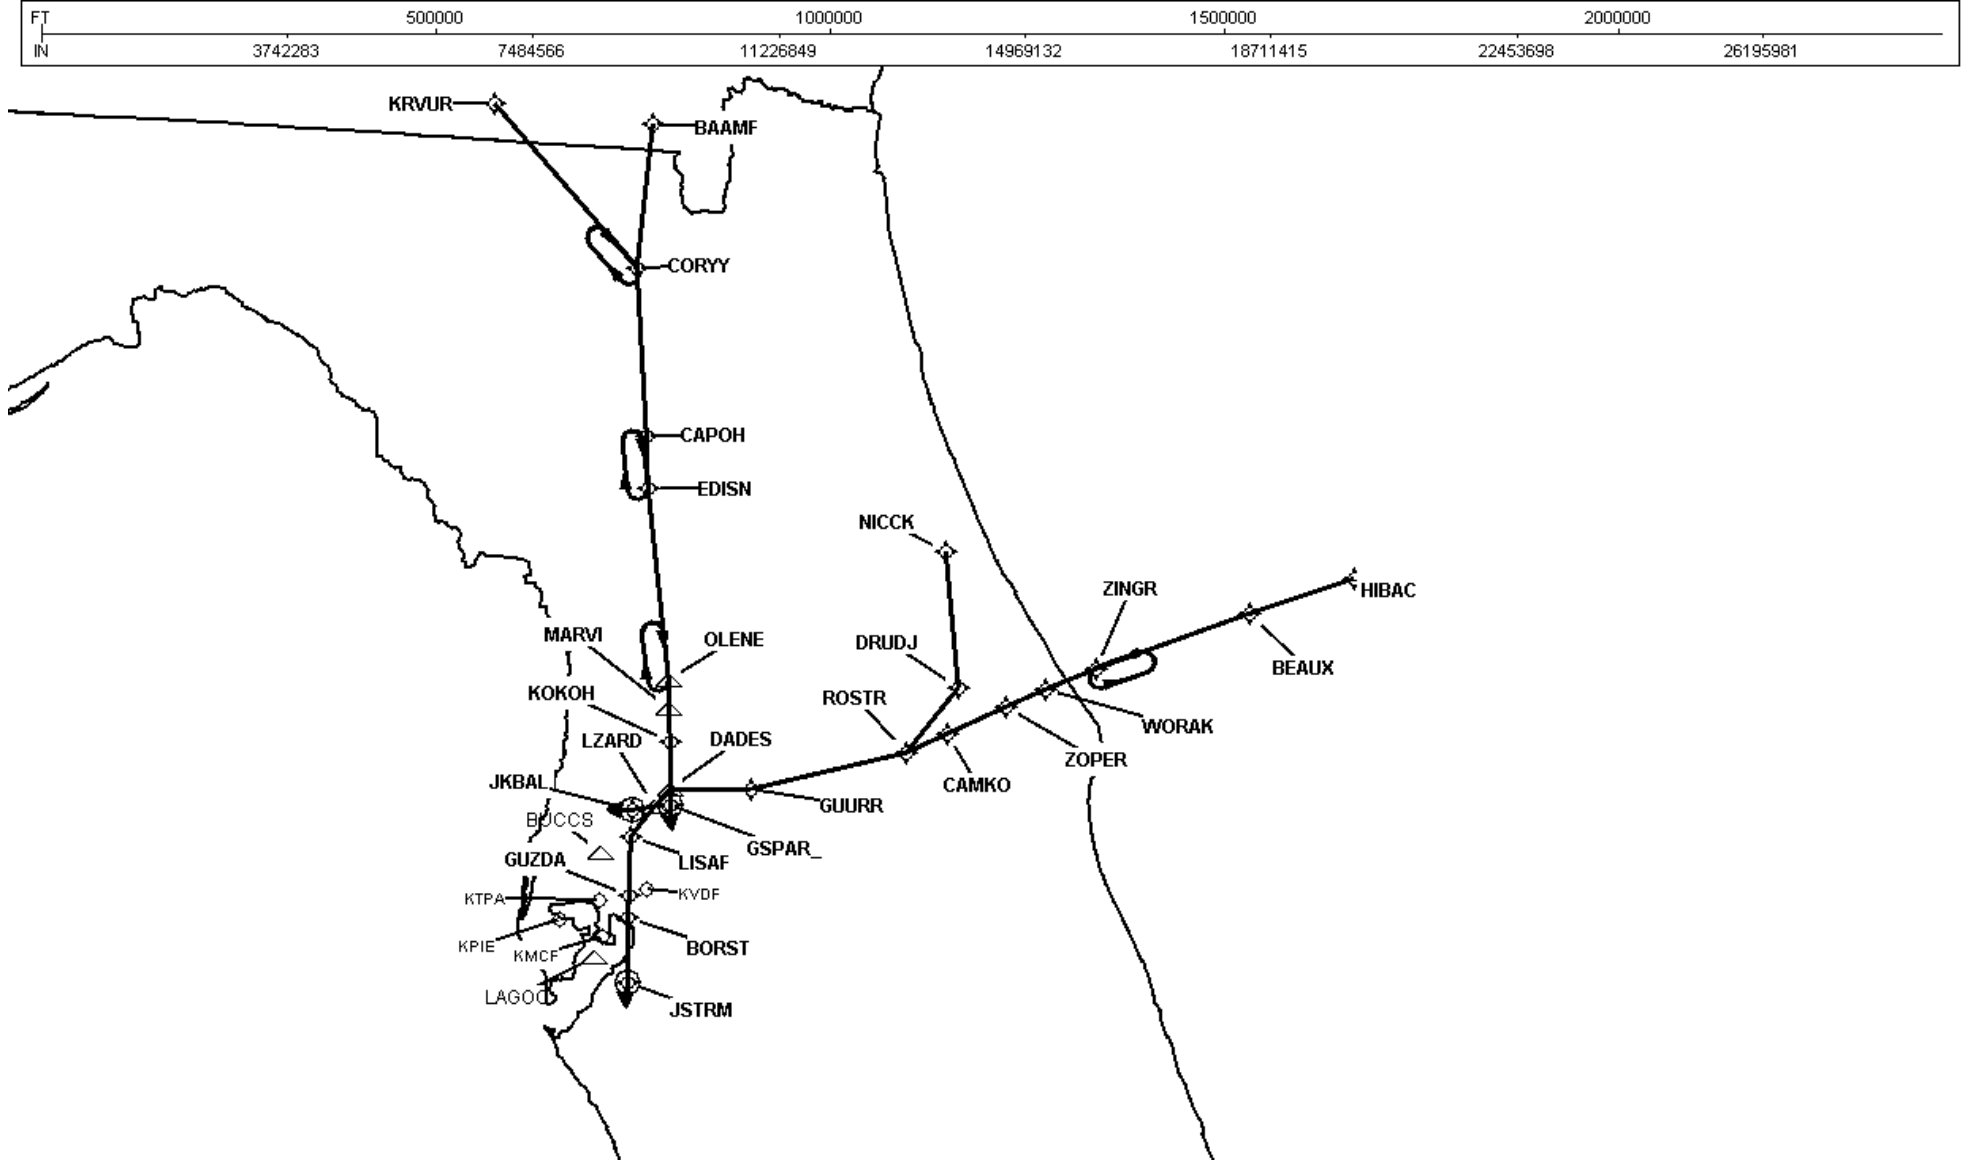 FT 500000 1000000 1500000 2000000
IN 3742283 7484566 11226849 14969132 18711415 22453698 26195981
KRVUR
BAAMF
CORYY
CAPOH
EDISN
NICCK
ZINGR
HIBAC
MARVI
OLENE
DRUDJ
BEAUX
KOKOH
ROSTR
WORAK
LZARD
DADES
ZOPER
JKBAL
CAMKO
GUURR
BUCCS
GSPAR_
GUZDA
LISAF
KTPA
KVDF
KPIE
KMCF
BORST
LAGOO
JSTRM